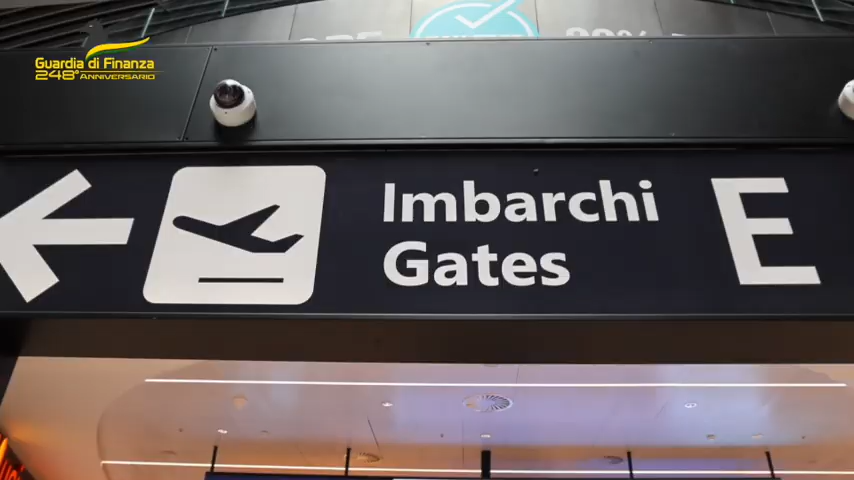 Guardia di Finanza
248° ANNIVERSARIO
Imbarchi
Gates
E